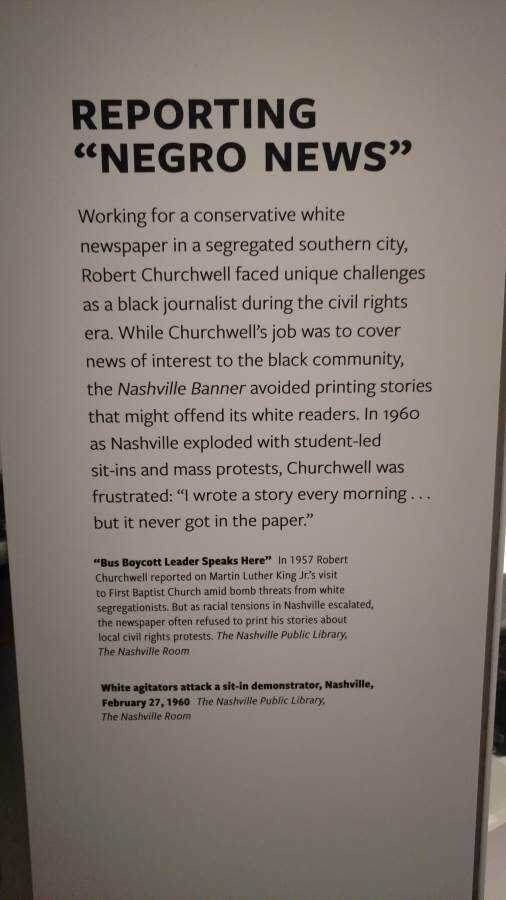 REPORTING
“NEGRO NEWS”
Working for a conservative white
newspaper in a segregated southern city,
Robert Churchwell faced unique challenges
as a black journalist during the civil rights
era. While Churchwell’s job was to cover
news of interest to the black community,
the Nashville Banner avoided printing stories
that might offend its white readers. In 1960
as Nashville exploded with student-led
sit-ins and mass protests, Churchwell was
frustrated: “I wrote a story every morning . . .
but it never got in the paper.”
“Bus Boycott Leader Speaks Here” In 1957 Robert
Churchwell reported on Martin Luther King Jr.’s visit
to First Baptist Church amid bomb threats from white
segregationists. But as racial tensions in Nashville escalated,
the newspaper often refused to print his stories about
local civil rights protests. The Nashville Public Library,
The Nashville Room
White agitators attack a sit-in demonstrator, Nashville,
February 27, 1960 The Nashville Public Library,
The Nashville Room